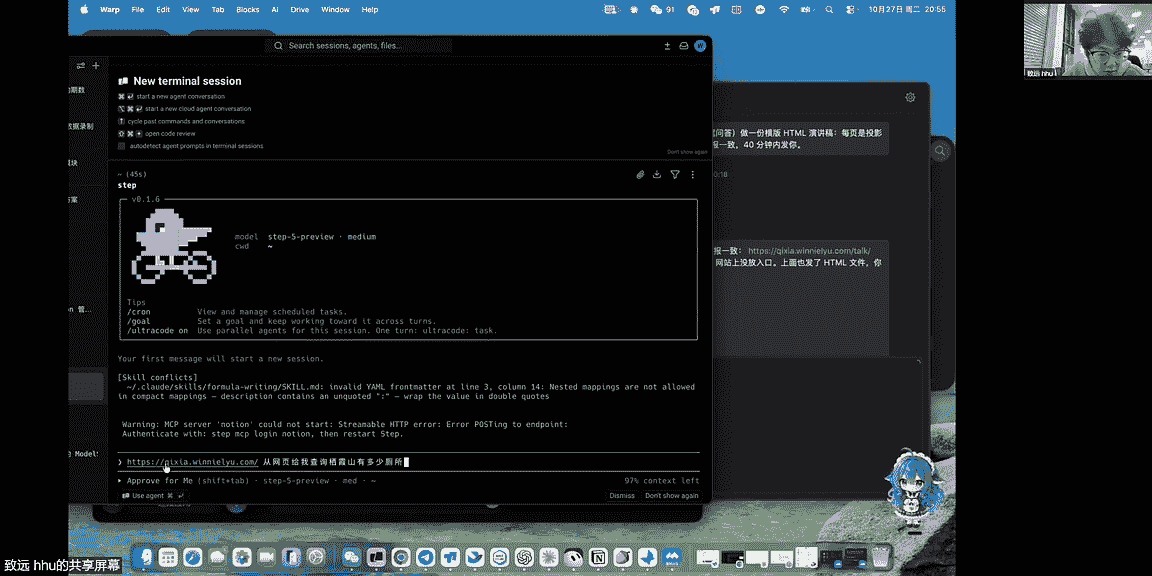 Warp File Edit View Tab Blocks AI Drive Window Help
91
10月27日 周二 20:55
致远 hhu
Search sessions, agents, files...
W
New terminal session
start a new agent conversation
start a new cloud agent conversation
cycle past commands and conversations
open code review
autodetect agent prompts in terminal sessions
Don't show again
~ (45s)
step
v0.1.6
model step-5-preview · medium
cwd ~
Tips
/cron View and manage scheduled tasks.
/goal Set a goal and keep working toward it across turns.
/ultracode on Use parallel agents for this session. One turn: ultracode: task.
Your first message will start a new session.
[Skill conflicts]
~/.claude/skills/formula-writing/SKILL.md: invalid YAML frontmatter at line 3, column 14: Nested mappings are not allowed
in compact mappings — description contains an unquoted ":" — wrap the value in double quotes
Warning: MCP server 'notion' could not start: Streamable HTTP error: Error POSTing to endpoint:
Authenticate with: step mcp login notion, then restart Step.
❯ https://qixia.winnielyu.com/ 从网页给我查询栖霞山有多少厕所
Approve for Me (shift+tab) · step-5-preview · med · ~
97% context left
Use agent
Dismiss Don't show again
问答）做一份横版 HTML 演讲稿：每页是投影
报一致，40 分钟内发你。
报一致： https://qixia.winnielyu.com/talk/
网站上没放入口。上面也发了 HTML 文件，你
致远 hhu的共享屏幕